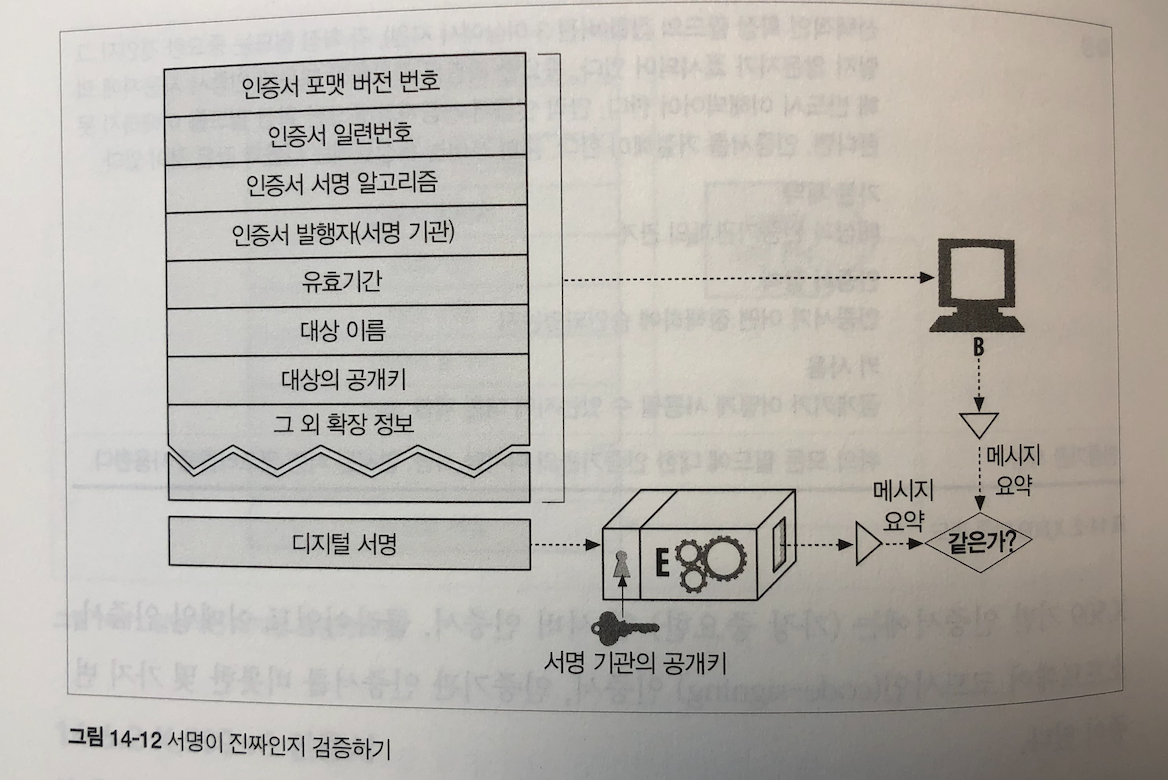 인증서 포맷 버전 번호
인증서 일련번호
인증서 서명 알고리즘
인증서 발행자(서명 기관)
유효기간
대상 이름
대상의 공개키
그 외 확장 정보
B
메시지
요약
디지털 서명
E
메시지
요약
같은가?
서명 기관의 공개키
그림 14-12 서명이 진짜인지 검증하기